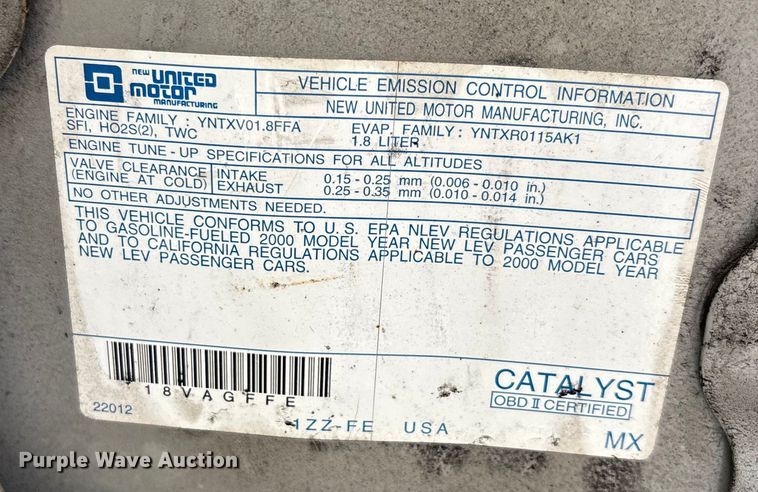 NEW UNITED
MOTOR
MANUFACTURING
VEHICLE EMISSION CONTROL INFORMATION
NEW UNITED MOTOR MANUFACTURING, INC.
ENGINE FAMILY : YNTXV01.8FFA EVAP. FAMILY : YNTXR0115AK1
SFI, HO2S(2), TWC 1.8 LITER
ENGINE TUNE-UP SPECIFICATIONS FOR ALL ALTITUDES
VALVE CLEARANCE INTAKE 0.15 - 0.25 mm (0.006 - 0.010 in.)
(ENGINE AT COLD) EXHAUST 0.25 - 0.35 mm (0.010 - 0.014 in.)
NO OTHER ADJUSTMENTS NEEDED.
THIS VEHICLE CONFORMS TO U.S. EPA NLEV REGULATIONS APPLICABLE
TO GASOLINE-FUELED 2000 MODEL YEAR NEW LEV PASSENGER CARS
AND TO CALIFORNIA REGULATIONS APPLICABLE TO 2000 MODEL YEAR
NEW LEV PASSENGER CARS.
18VAGFFE
22012
1ZZ-FE USA
CATALYST
OBD II CERTIFIED
MX
Purple Wave Auction